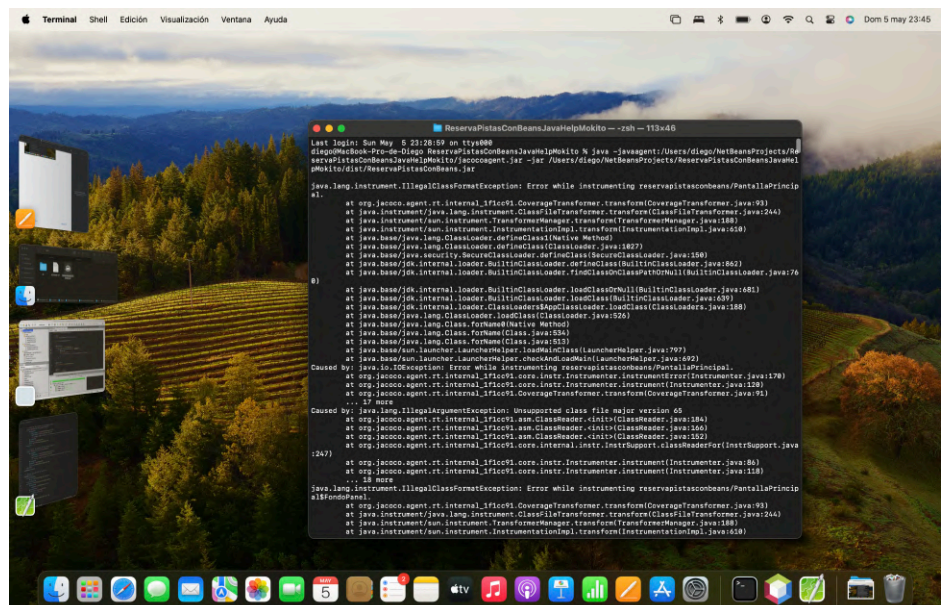 Terminal Shell Edición Visualización Ventana Ayuda
Dom 5 may 23:45
ReservaPistasConBeansJavaHelpMokito — -zsh — 113×46
Last login: Sun May  5 23:28:59 on ttys000
diego@MacBook-Pro-de-Diego ReservaPistasConBeansJavaHelpMokito % java -javaagent:/Users/diego/NetBeansProjects/Re
servaPistasConBeansJavaHelpMokito/jacocoagent.jar -jar /Users/diego/NetBeansProjects/ReservaPistasConBeansJavaHel
pMokito/dist/ReservaPistasConBeans.jar
java.lang.instrument.IllegalClassFormatException: Error while instrumenting reservapistasconbeans/PantallaPrincip
al.
at org.jacoco.agent.rt.internal_1f1cc91.CoverageTransformer.transform(CoverageTransformer.java:93)
at java.instrument/java.lang.instrument.ClassFileTransformer.transform(ClassFileTransformer.java:244)
at java.instrument/sun.instrument.TransformerManager.transform(TransformerManager.java:188)
at java.instrument/sun.instrument.InstrumentationImpl.transform(InstrumentationImpl.java:610)
at java.base/java.lang.ClassLoader.defineClass1(Native Method)
at java.base/java.lang.ClassLoader.defineClass(ClassLoader.java:1027)
at java.base/java.security.SecureClassLoader.defineClass(SecureClassLoader.java:150)
at java.base/jdk.internal.loader.BuiltinClassLoader.defineClass(BuiltinClassLoader.java:862)
at java.base/jdk.internal.loader.BuiltinClassLoader.findClassOnClassPathOrNull(BuiltinClassLoader.java:76
0)
at java.base/jdk.internal.loader.BuiltinClassLoader.loadClassOrNull(BuiltinClassLoader.java:681)
at java.base/jdk.internal.loader.BuiltinClassLoader.loadClass(BuiltinClassLoader.java:639)
at java.base/jdk.internal.loader.ClassLoaders$AppClassLoader.loadClass(ClassLoaders.java:188)
at java.base/java.lang.ClassLoader.loadClass(ClassLoader.java:526)
at java.base/java.lang.Class.forName0(Native Method)
at java.base/java.lang.Class.forName(Class.java:534)
at java.base/java.lang.Class.forName(Class.java:513)
at java.base/sun.launcher.LauncherHelper.loadMainClass(LauncherHelper.java:797)
at java.base/sun.launcher.LauncherHelper.checkAndLoadMain(LauncherHelper.java:692)
Caused by: java.io.IOException: Error while instrumenting reservapistasconbeans/PantallaPrincipal.
at org.jacoco.agent.rt.internal_1f1cc91.core.instr.Instrumenter.instrumentError(Instrumenter.java:170)
at org.jacoco.agent.rt.internal_1f1cc91.core.instr.Instrumenter.instrument(Instrumenter.java:120)
at org.jacoco.agent.rt.internal_1f1cc91.CoverageTransformer.transform(CoverageTransformer.java:91)
... 17 more
Caused by: java.lang.IllegalArgumentException: Unsupported class file major version 65
at org.jacoco.agent.rt.internal_1f1cc91.asm.ClassReader.<init>(ClassReader.java:184)
at org.jacoco.agent.rt.internal_1f1cc91.asm.ClassReader.<init>(ClassReader.java:166)
at org.jacoco.agent.rt.internal_1f1cc91.asm.ClassReader.<init>(ClassReader.java:152)
at org.jacoco.agent.rt.internal_1f1cc91.core.internal.instr.InstrSupport.classReaderFor(InstrSupport.java
:247)
at org.jacoco.agent.rt.internal_1f1cc91.core.instr.Instrumenter.instrument(Instrumenter.java:86)
at org.jacoco.agent.rt.internal_1f1cc91.core.instr.Instrumenter.instrument(Instrumenter.java:118)
... 18 more
java.lang.instrument.IllegalClassFormatException: Error while instrumenting reservapistasconbeans/PantallaPrincip
al$FondoPanel.
at org.jacoco.agent.rt.internal_1f1cc91.CoverageTransformer.transform(CoverageTransformer.java:93)
at java.instrument/java.lang.instrument.ClassFileTransformer.transform(ClassFileTransformer.java:244)
at java.instrument/sun.instrument.TransformerManager.transform(TransformerManager.java:188)
at java.instrument/sun.instrument.InstrumentationImpl.transform(InstrumentationImpl.java:610)
MAY
5
3
tv